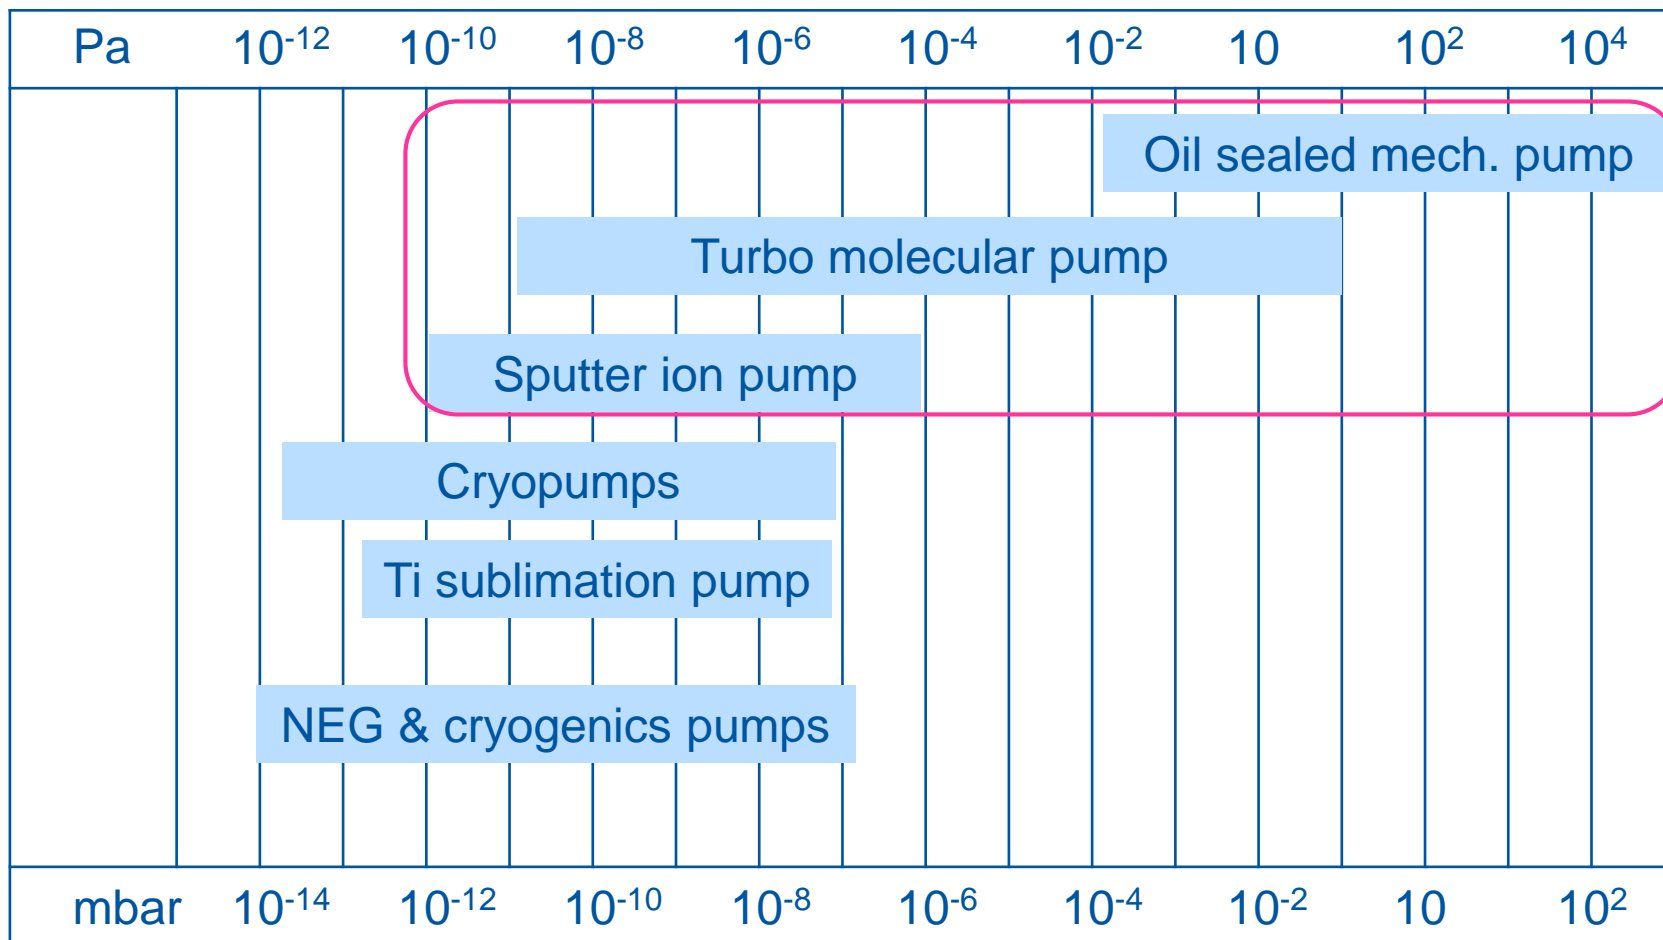 Pa 10⁻¹² 10⁻¹⁰ 10⁻⁸ 10⁻⁶ 10⁻⁴ 10⁻² 10 10² 10⁴
Oil sealed mech. pump
Turbo molecular pump
Sputter ion pump
Cryopumps
Ti sublimation pump
NEG & cryogenics pumps
mbar 10⁻¹⁴ 10⁻¹² 10⁻¹⁰ 10⁻⁸ 10⁻⁶ 10⁻⁴ 10⁻² 10 10²